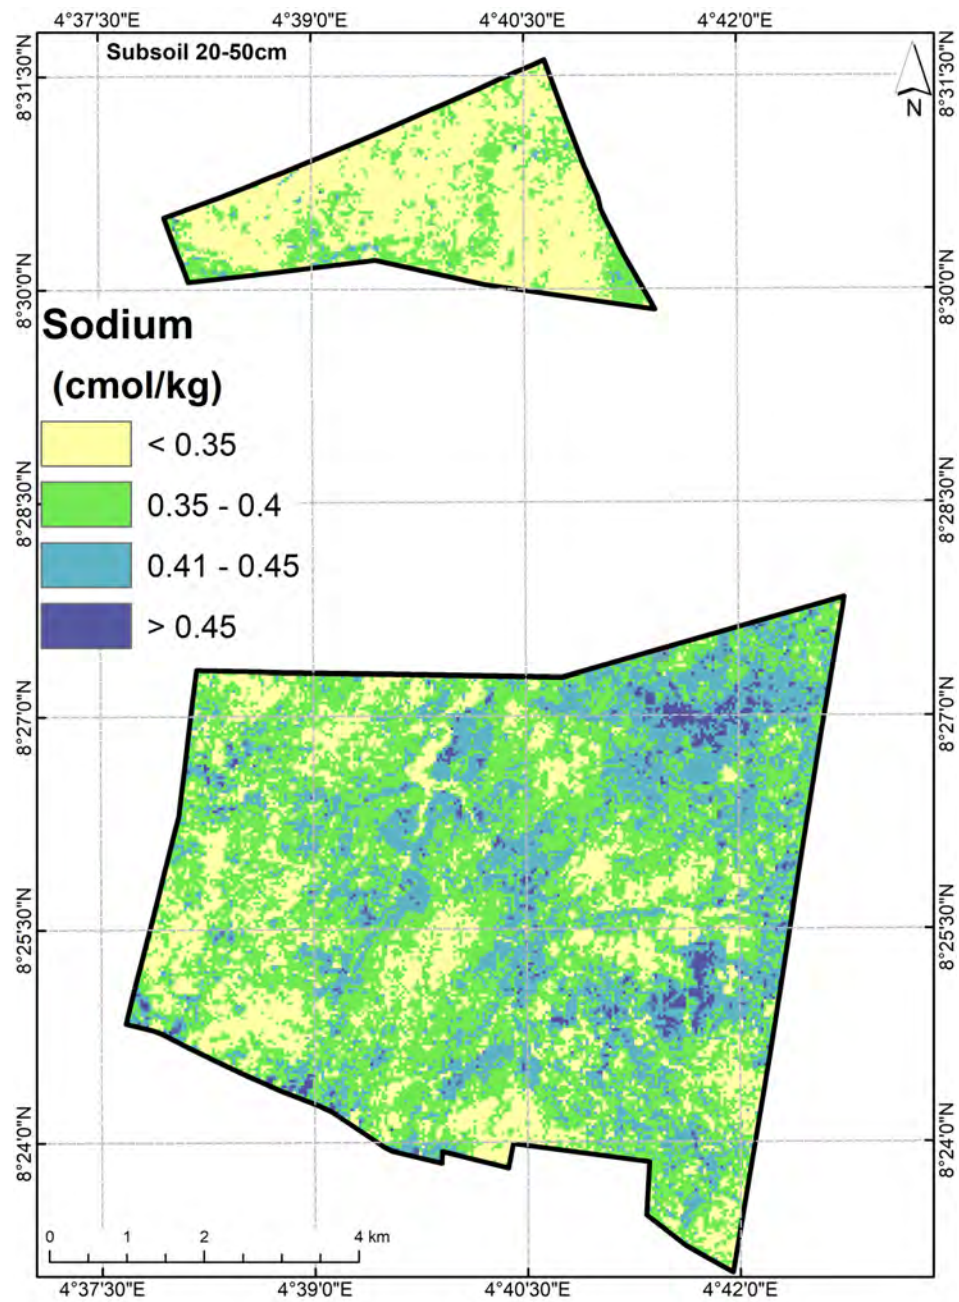 4°37'30"E 4°39'0"E 4°40'30"E 4°42'0"E
Subsoil 20-50cm
8°31'30"N 8°31'30"N
N
8°30'0"N 8°30'0"N
Sodium
(cmol/kg)
< 0.35
0.35 - 0.4
0.41 - 0.45
> 0.45
8°28'30"N 8°28'30"N
8°27'0"N 8°27'0"N
8°25'30"N 8°25'30"N
8°24'0"N 8°24'0"N
0 1 2 4 km
4°37'30"E 4°39'0"E 4°40'30"E 4°42'0"E